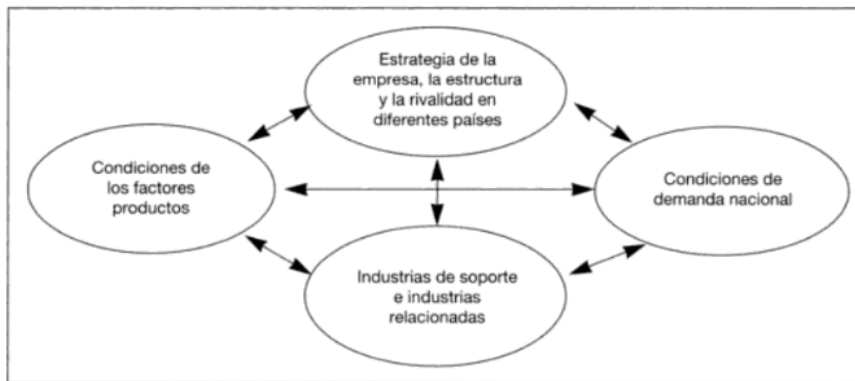 Estrategia de la
empresa, la estructura
y la rivalidad en
diferentes países
Condiciones de
los factores
productos
Condiciones de
demanda nacional
Industrias de soporte
e industrias
relacionadas